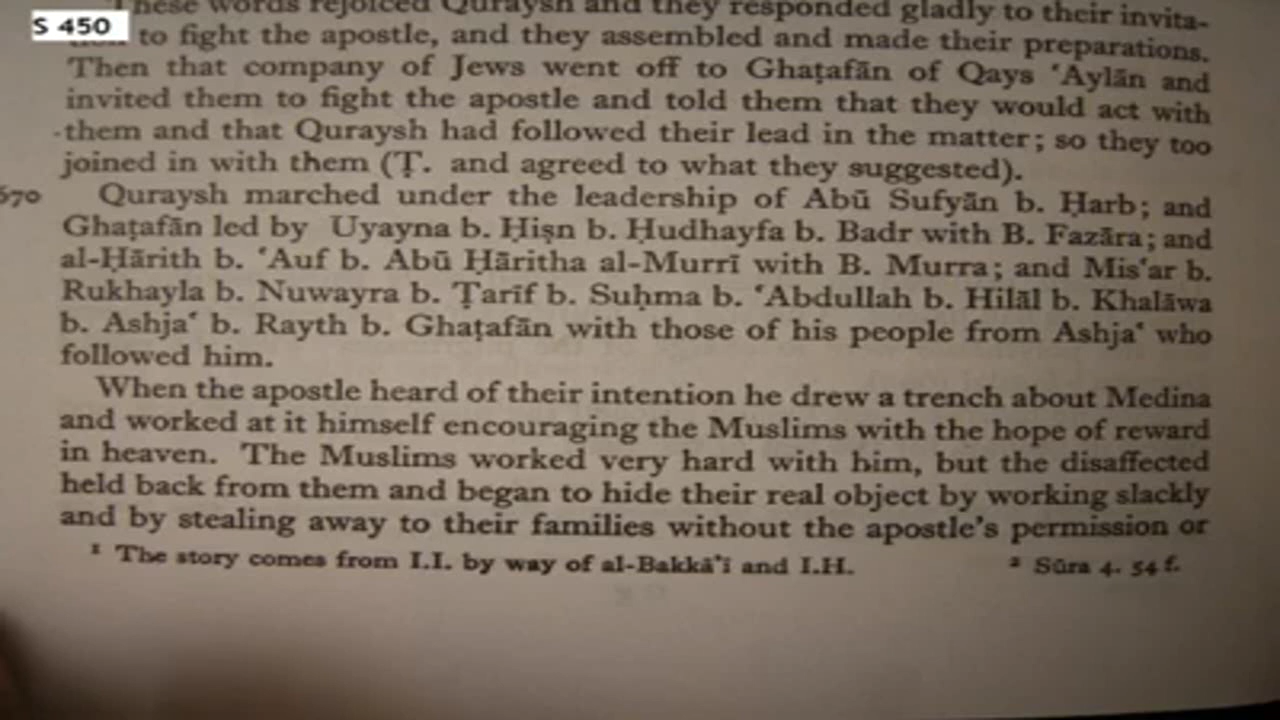 S 450
These words rejoiced Quraysh and they responded gladly to their invita-
to fight the apostle, and they assembled and made their preparations.
Then that company of Jews went off to Ghaṭafān of Qays ‘Aylān and
invited them to fight the apostle and told them that they would act with
them and that Quraysh had followed their lead in the matter; so they too
joined in with them (Ṭ. and agreed to what they suggested).
670 Quraysh marched under the leadership of Abū Sufyān b. Ḥarb; and
Ghaṭafān led by Uyayna b. Ḥiṣn b. Ḥudhayfa b. Badr with B. Fazāra; and
al-Ḥārith b. ‘Auf b. Abū Ḥāritha al-Murrī with B. Murra; and Mis‘ar b.
Rukhayla b. Nuwayra b. Ṭarīf b. Suḥma b. ‘Abdullah b. Hilāl b. Khalāwa
b. Ashja‘ b. Rayth b. Ghaṭafān with those of his people from Ashja‘ who
followed him.
When the apostle heard of their intention he drew a trench about Medina
and worked at it himself encouraging the Muslims with the hope of reward
in heaven. The Muslims worked very hard with him, but the disaffected
held back from them and began to hide their real object by working slackly
and by stealing away to their families without the apostle's permission or
¹ The story comes from I.I. by way of al-Bakkā’ī and I.H. ² Sūra 4. 54 f.